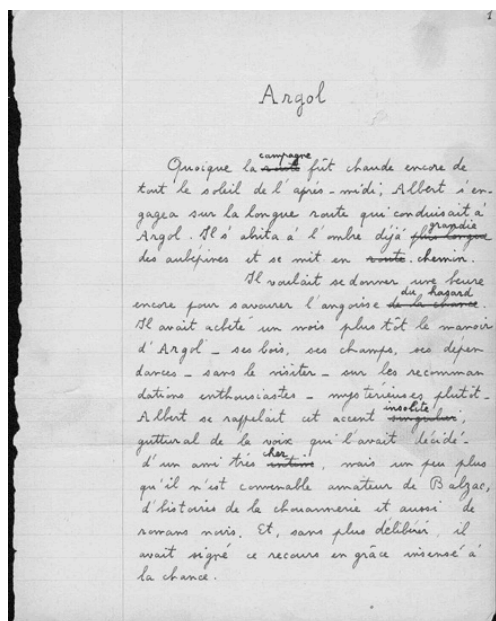 1
Argol
Quoique la campagne route fût chaude encore de
tout le soleil de l'après-midi, Albert s'en-
gagea sur la longue route qui conduisait à
Argol. Il s'abrita à l'ombre déjà plus longue grandie
des aubépines et se mit en route. chemin.
Il voulait se donner une heure
encore pour savourer l'angoisse de la chance du hasard.
Il avait acheté un mois plus tôt le manoir
d'Argol – ses bois, ses champs, ses dépen
dances – sans le visiter – sur les recomman
dations enthousiastes – mystérieuses plutôt –
Albert se rappelait cet accent singulier insolite,
guttural de la voix qui l'avait décidé –
d'un ami très intime cher, mais un peu plus
qu'il n'est convenable amateur de Balzac,
d'histoires de la chouannerie et aussi de
romans noirs. Et, sans plus délibérer, il
avait signé ce recours en grâce insensé à
la chance.